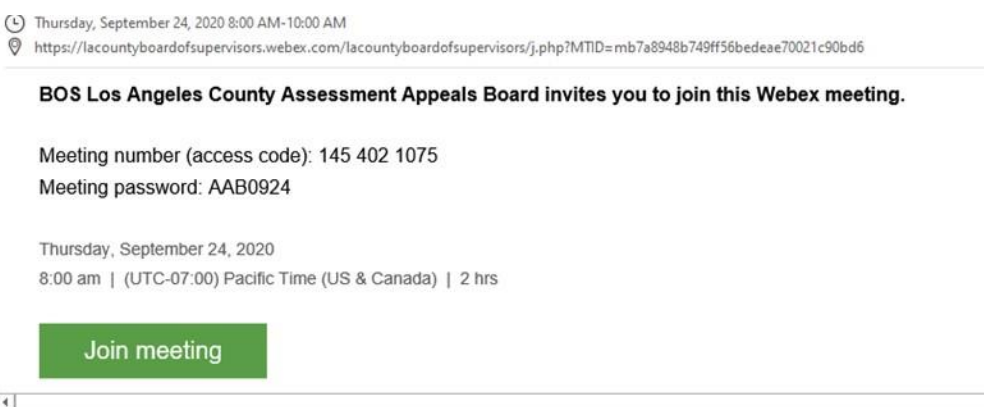 Thursday, September 24, 2020 8:00 AM-10:00 AM
https://lacountyboardofsupervisors.webex.com/lacountyboardofsupervisors/j.php?MTID=mb7a8948b749ff56bedeae70021c90bd6
BOS Los Angeles County Assessment Appeals Board invites you to join this Webex meeting.
Meeting number (access code): 145 402 1075
Meeting password: AAB0924
Thursday, September 24, 2020
8:00 am | (UTC-07:00) Pacific Time (US & Canada) | 2 hrs
Join meeting